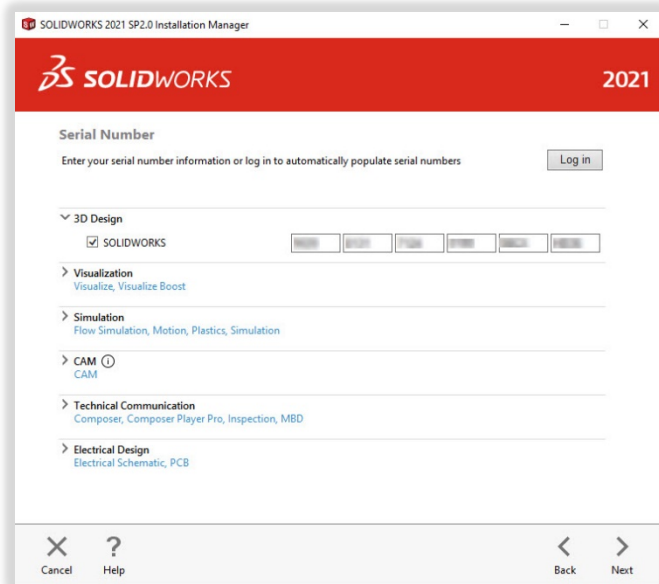 SOLIDWORKS 2021 SP2.0 Installation Manager
SOLIDWORKS 2021
Serial Number
Enter your serial number information or log in to automatically populate serial numbers Log in
3D Design
SOLIDWORKS
Visualization
Visualize, Visualize Boost
Simulation
Flow Simulation, Motion, Plastics, Simulation
CAM
CAM
Technical Communication
Composer, Composer Player Pro, Inspection, MBD
Electrical Design
Electrical Schematic, PCB
Cancel Help Back Next